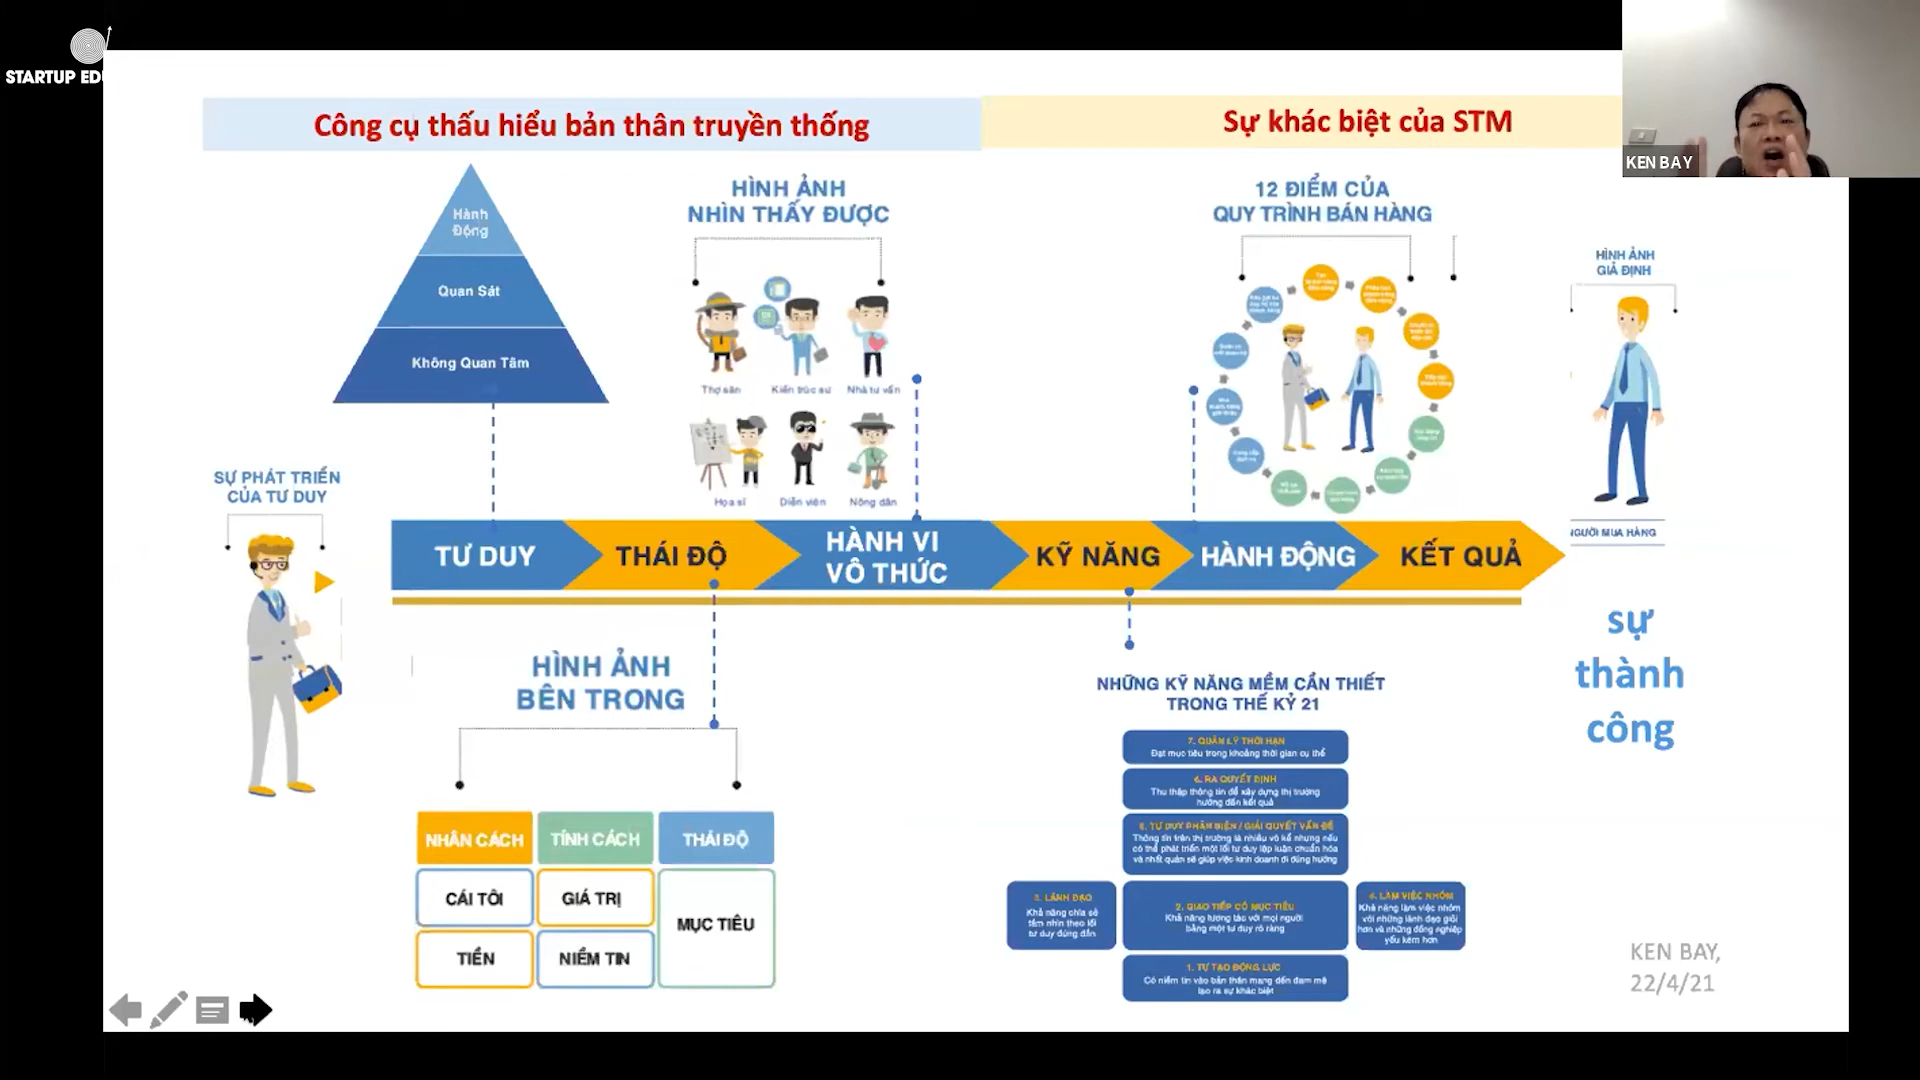 STARTUP EDU
Công cụ thấu hiểu bản thân truyền thống
Sự khác biệt của STM
KEN BAY
Hành
Động
Quan Sát
Không Quan Tâm
HÌNH ẢNH
NHÌN THẤY ĐƯỢC
Thợ săn
Kiến trúc sư
Nhà tư vấn
Họa sĩ
Diễn viên
Nông dân
12 ĐIỂM CỦA
QUY TRÌNH BÁN HÀNG
HÌNH ẢNH
GIẢ ĐỊNH
NGƯỜI MUA HÀNG
SỰ PHÁT TRIỂN
CỦA TƯ DUY
TƯ DUY
THÁI ĐỘ
HÀNH VI
VÔ THỨC
KỸ NĂNG
HÀNH ĐỘNG
KẾT QUẢ
sự
thành
công
HÌNH ẢNH
BÊN TRONG
NHÂN CÁCH
TÍNH CÁCH
THÁI ĐỘ
CÁI TÔI
GIÁ TRỊ
MỤC TIÊU
TIỀN
NIỀM TIN
NHỮNG KỸ NĂNG MỀM CẦN THIẾT
TRONG THẾ KỶ 21
7. QUẢN LÝ THỜI HẠN
Đạt mục tiêu trong khoảng thời gian cụ thể
6. RA QUYẾT ĐỊNH
Thu thập thông tin để xây dựng thị trường
hướng đến kết quả
5. TƯ DUY PHẢN BIỆN / GIẢI QUYẾT VẤN ĐỀ
Thông tin trên thị trường là nhiều vô kể nhưng nếu
có thể phát triển một lối tư duy lập luận chuẩn hóa
và nhất quán sẽ giúp việc kinh doanh đi đúng hướng
3. LÃNH ĐẠO
Khả năng chia sẻ
tầm nhìn theo lối
tư duy đúng đắn
2. GIAO TIẾP CÓ MỤC TIÊU
Khả năng tương tác với mọi người
bằng một tư duy rõ ràng
4. LÀM VIỆC NHÓM
Khả năng làm việc nhóm
với những lãnh đạo giỏi
hơn và những đồng nghiệp
yếu kém hơn
1. TỰ TẠO ĐỘNG LỰC
Có niềm tin vào bản thân mang đến đam mê
tạo ra sự khác biệt
KEN BAY,
22/4/21